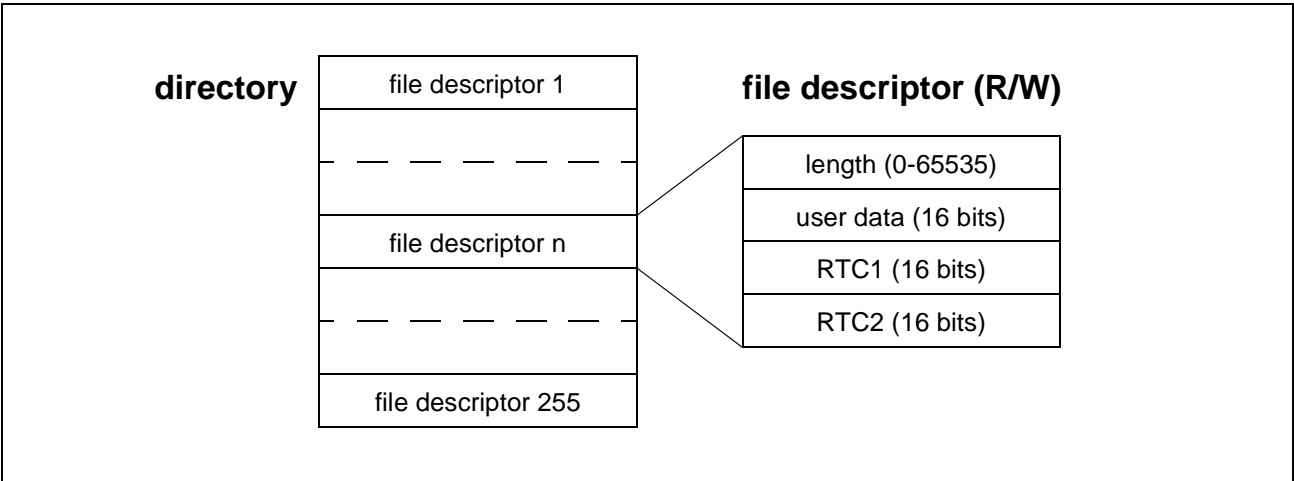 directory
file descriptor 1
file descriptor n
file descriptor 255
file descriptor (R/W)
length (0-65535)
user data (16 bits)
RTC1 (16 bits)
RTC2 (16 bits)